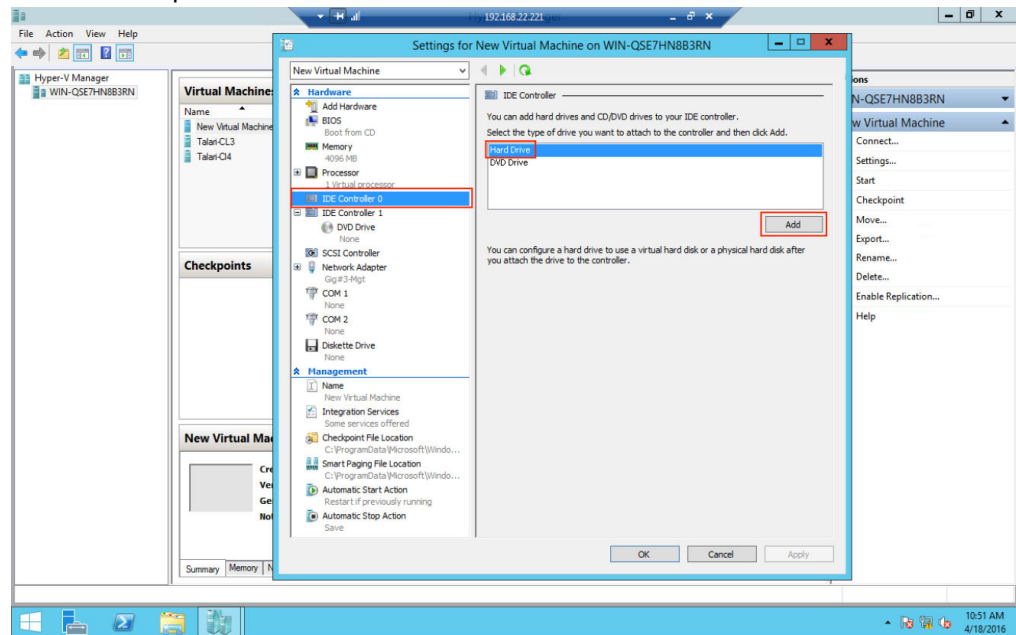 192.168.22.221
File Action View Help
Hyper-V Manager
WIN-QSE7HN8B3RN
Virtual Machine
Name
New Virtual Machine
Talari-CL3
Talari-Cl4
Checkpoints
New Virtual Ma
Cre
Ver
Ge
Not
Summary Memory N
Settings for New Virtual Machine on WIN-QSE7HN8B3RN
New Virtual Machine
Hardware
Add Hardware
BIOS
Boot from CD
Memory
4096 MB
Processor
1 Virtual processor
IDE Controller 0
IDE Controller 1
DVD Drive
None
SCSI Controller
Network Adapter
Gig#3-Mgt
COM 1
None
COM 2
None
Diskette Drive
None
Management
Name
New Virtual Machine
Integration Services
Some services offered
Checkpoint File Location
C:\ProgramData\Microsoft\Windo...
Smart Paging File Location
C:\ProgramData\Microsoft\Windo...
Automatic Start Action
Restart if previously running
Automatic Stop Action
Save
IDE Controller
You can add hard drives and CD/DVD drives to your IDE controller.
Select the type of drive you want to attach to the controller and then click Add.
Hard Drive
DVD Drive
Add
You can configure a hard drive to use a virtual hard disk or a physical hard disk after
you attach the drive to the controller.
OK Cancel Apply
ons
N-QSE7HN8B3RN
w Virtual Machine
Connect...
Settings...
Start
Checkpoint
Move...
Export...
Rename...
Delete...
Enable Replication...
Help
10:51 AM
4/18/2016